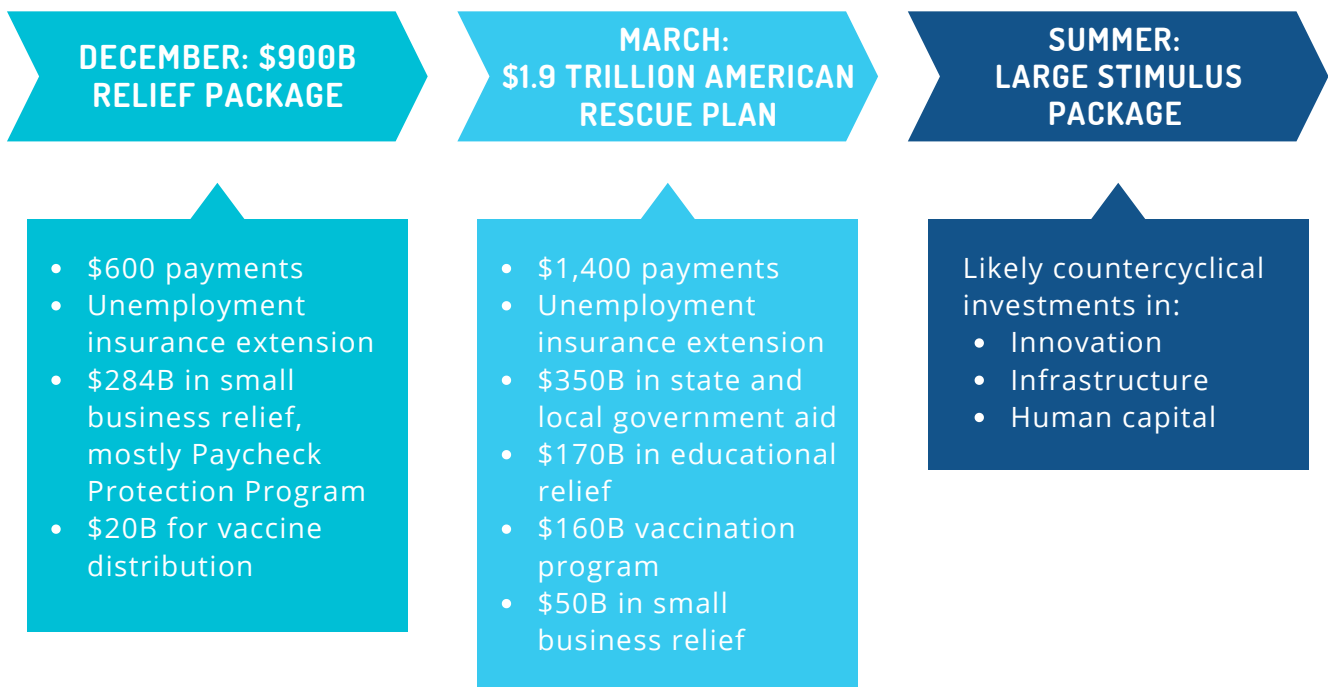 DECEMBER: $900B
RELIEF PACKAGE
• $600 payments
• Unemployment
insurance extension
• $284B in small
business relief,
mostly Paycheck
Protection Program
• $20B for vaccine
distribution
MARCH:
$1.9 TRILLION AMERICAN
RESCUE PLAN
• $1,400 payments
• Unemployment
insurance extension
• $350B in state and
local government aid
• $170B in educational
relief
• $160B vaccination
program
• $50B in small
business relief
SUMMER:
LARGE STIMULUS
PACKAGE
Likely countercyclical
investments in:
• Innovation
• Infrastructure
• Human capital